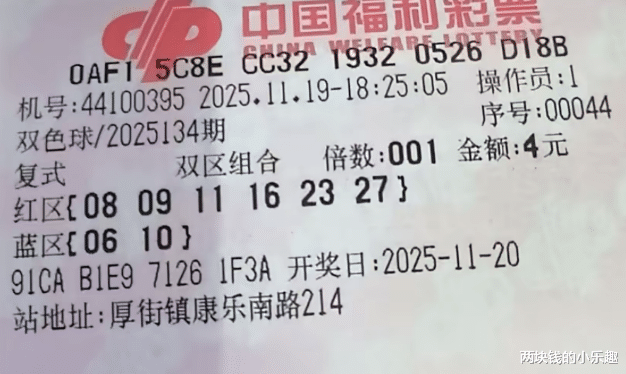 中国福利彩票
CHINA WELFARE LOTTERY
0AF1 5C8E CC32 1932 0526 D18B
机号:44100395 2025.11.19-18:25:05 操作员:1
双色球/2025134期 序号:00044
复式 双区组合 倍数:001 金额:4元
红区{08 09 11 16 23 27}
蓝区{06 10}
91CA B1E9 7126 1F3A 开奖日:2025-11-20
站地址:厚街镇康乐南路214
两块钱的小乐趣